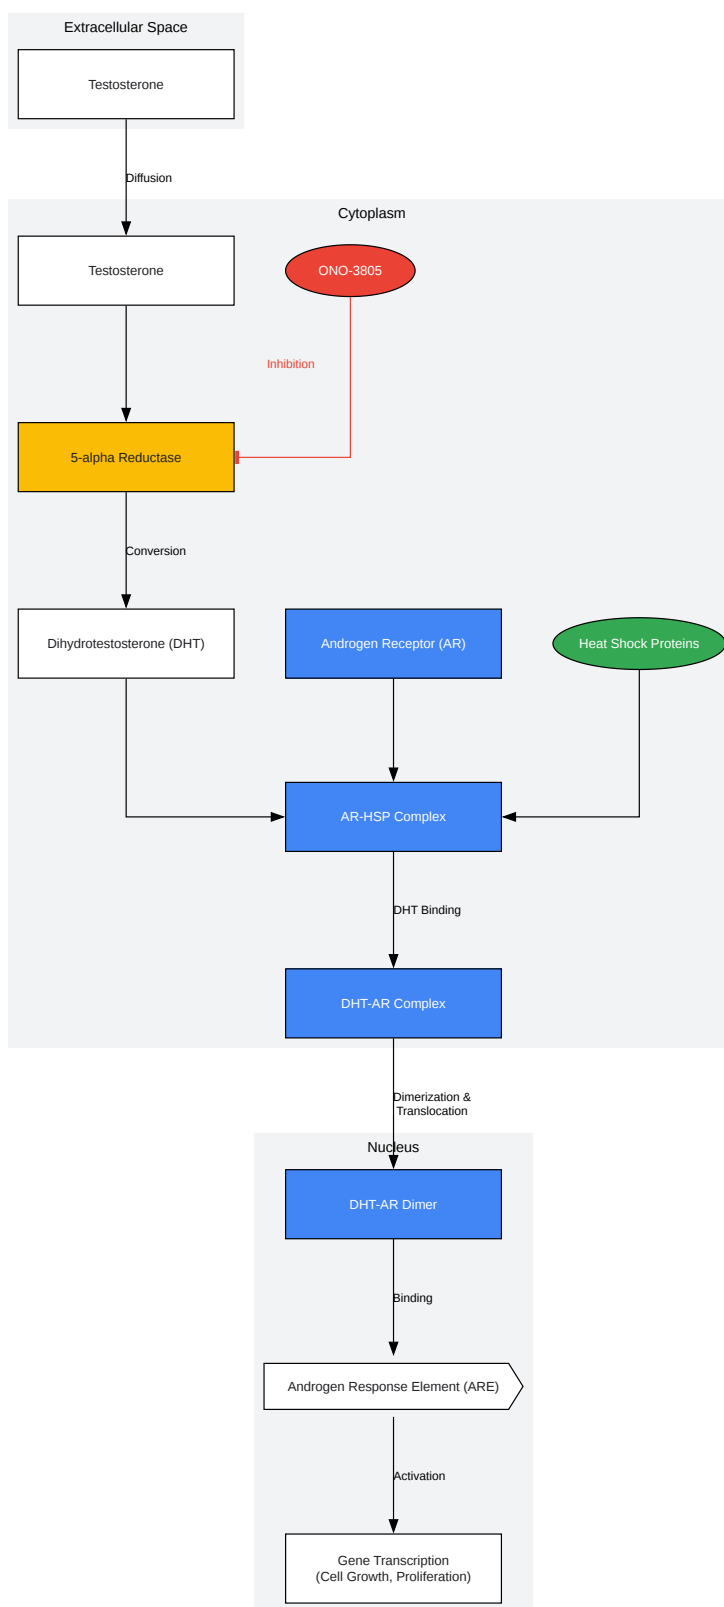 Extracellular Space
Testosterone
Diffusion
Cytoplasm
Testosterone
ONO-3805
Inhibition
5-alpha Reductase
Conversion
Dihydrotestosterone (DHT)
Androgen Receptor (AR)
Heat Shock Proteins
AR-HSP Complex
DHT Binding
DHT-AR Complex
Dimerization &
Translocation
Nucleus
DHT-AR Dimer
Binding
Androgen Response Element (ARE)
Activation
Gene Transcription
(Cell Growth, Proliferation)